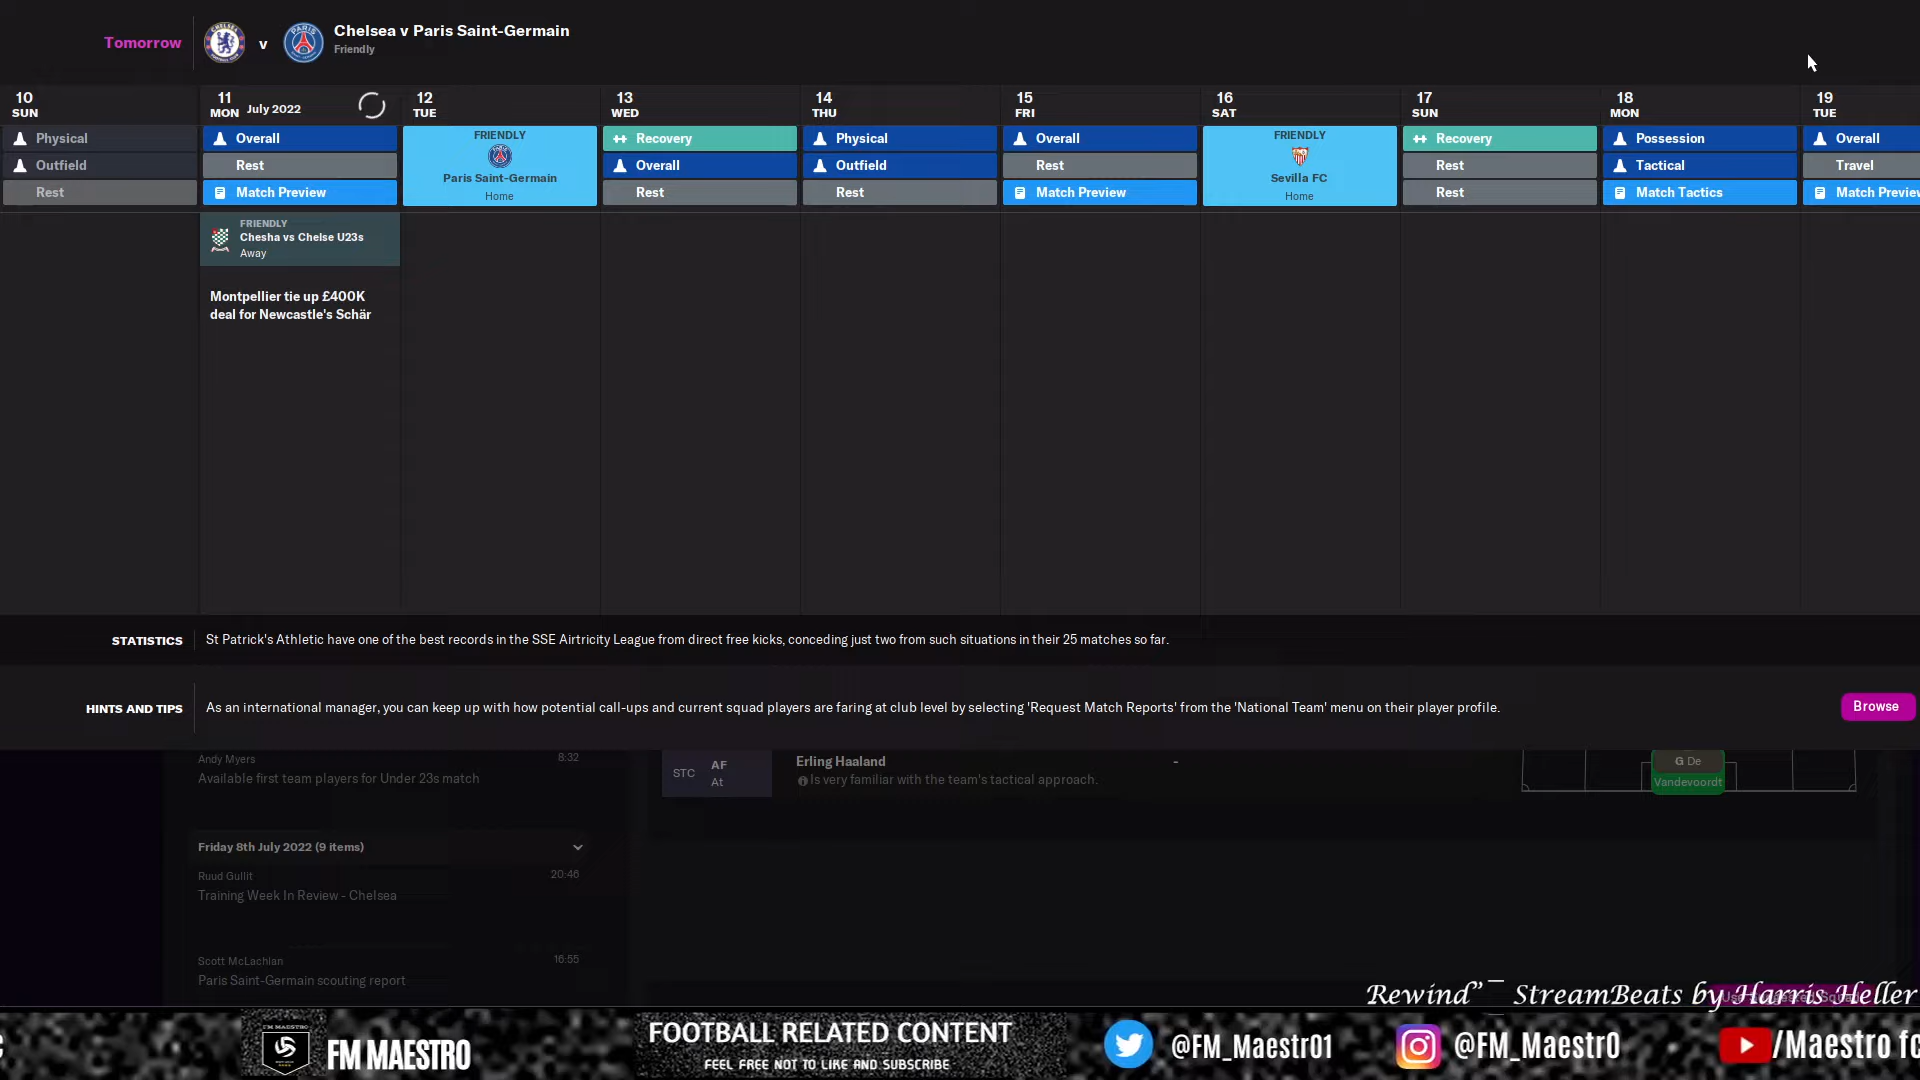 Tomorrow
v
Chelsea v Paris Saint-Germain
Friendly
10
SUN
Physical
Outfield
Rest
11
MON July 2022
Overall
Rest
Match Preview
12
TUE
FRIENDLY
Paris Saint-Germain
Home
13
WED
Recovery
Overall
Rest
14
THU
Physical
Outfield
Rest
15
FRI
Overall
Rest
Match Preview
16
SAT
FRIENDLY
Sevilla FC
Home
17
SUN
Recovery
Rest
Rest
18
MON
Possession
Tactical
Match Tactics
19
TUE
Overall
Travel
Match Preview
FRIENDLY
Chesha vs Chelse U23s
Away
Montpellier tie up £400K
deal for Newcastle's Schär
STATISTICS
St Patrick's Athletic have one of the best records in the SSE Airtricity League from direct free kicks, conceding just two from such situations in their 25 matches so far.
HINTS AND TIPS
As an international manager, you can keep up with how potential call-ups and current squad players are faring at club level by selecting 'Request Match Reports' from the 'National Team' menu on their player profile.
Browse
Andy Myers 8:32
Available first team players for Under 23s match
Friday 8th July 2022 (9 items)
Ruud Gullit 20:46
Training Week In Review - Chelsea
Scott McLachlan 16:55
Paris Saint-Germain scouting report
STC
AF
At
Erling Haaland -
Is very familiar with the team's tactical approach.
G De
Vandevoordt
Rewind" StreamBeats by Harris Heller
FM MAESTRO
FOOTBALL RELATED CONTENT
FEEL FREE NOT TO LIKE AND SUBSCRIBE
@FM_Maestr01
@FM_Maestr0
/Maestro fc